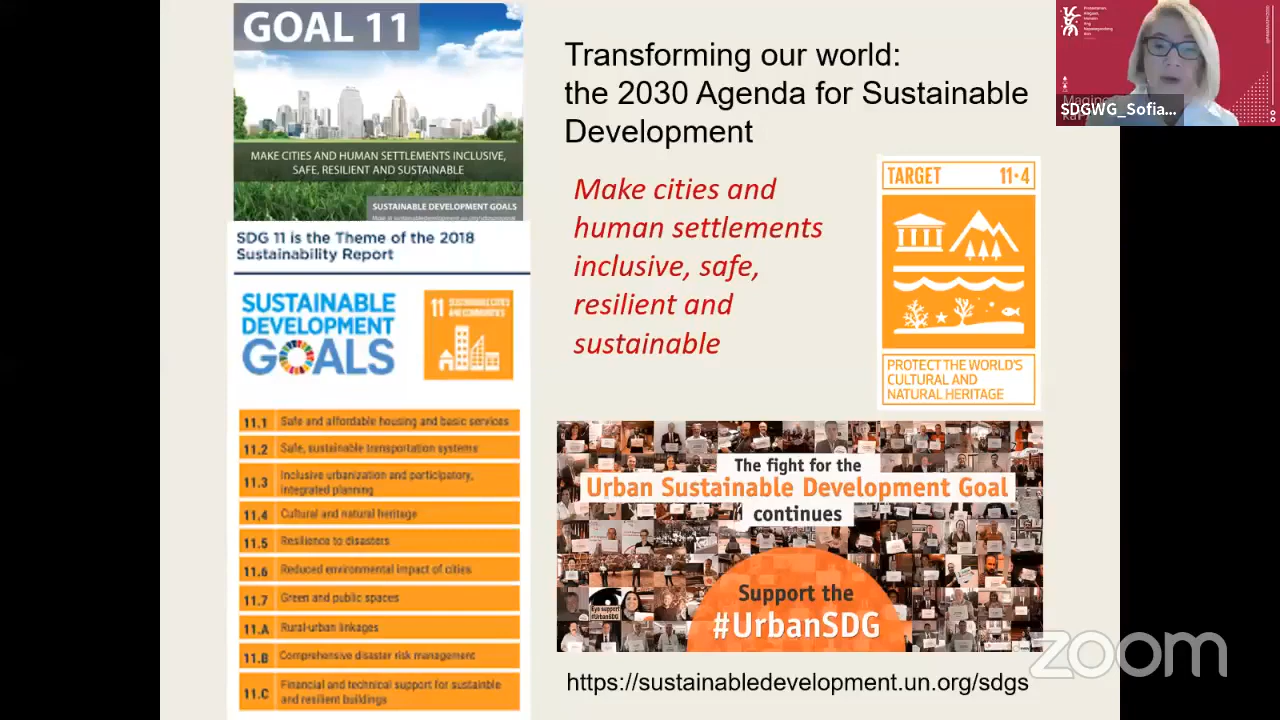 GOAL 11
MAKE CITIES AND HUMAN SETTLEMENTS INCLUSIVE,
SAFE, RESILIENT AND SUSTAINABLE
SUSTAINABLE DEVELOPMENT GOALS
SDG 11 is the Theme of the 2018
Sustainability Report
SUSTAINABLE
DEVELOPMENT
GOALS
11 SUSTAINABLE CITIES
AND COMMUNITIES
11.1 Safe and affordable housing and basic services
11.2 Safe, sustainable transportation systems
11.3 Inclusive urbanization and participatory,
integrated planning
11.4 Cultural and natural heritage
11.5 Resilience to disasters
11.6 Reduced environmental impact of cities
11.7 Green and public spaces
11.A Rural-urban linkages
11.B Comprehensive disaster risk management
11.C Financial and technical support for sustainble
and resilient buildings
Transforming our world:
the 2030 Agenda for Sustainable
Development
Make cities and
human settlements
inclusive, safe,
resilient and
sustainable
TARGET 11·4
PROTECT THE WORLD'S
CULTURAL AND
NATURAL HERITAGE
The fight for the
Urban Sustainable Development Goal
continues
Eye support
#UrbanSDG
Support the
#UrbanSDG
https://sustainabledevelopment.un.org/sdgs
SDGWG_Sofia...
zoom